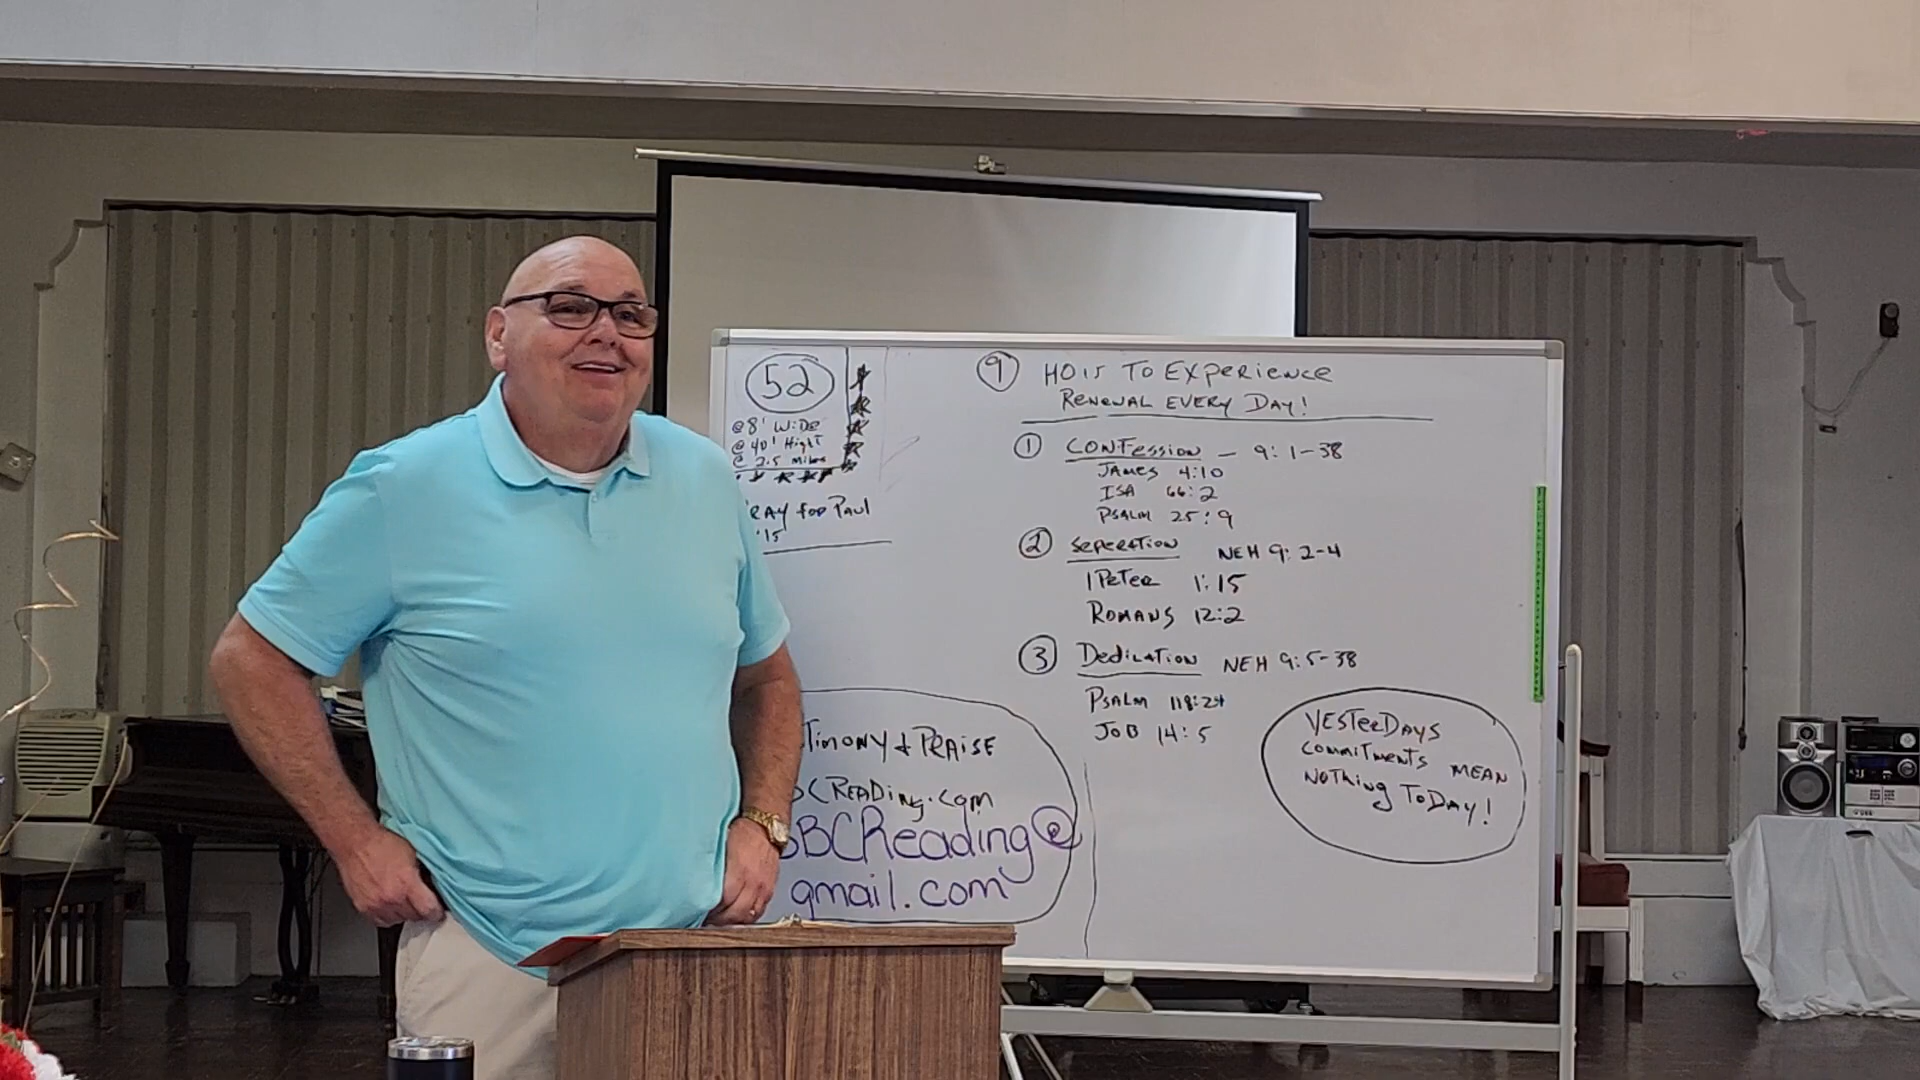 52
@ 8' WiDe
@ 40' Hight
@ 2.5 Miles
RAY foR Paul
'15
TiMONY & PRAISE
BCREADiNg.com
SBCReading@
gmail.com
9 HOW TO EXPeRiENCE
RENEWAL EVERY DAY!
1 CONFession - 9:1-38
JAMES 4:10
ISA 66:2
PSALM 25:9
2 SePeRATiON NEH 9:2-4
1 PeTeR 1:15
ROMANS 12:2
3 DediCATiON NEH 9:5-38
PSALM 118:24
JOB 14:5
YESTeRDAYS
COMMiTMeNTS MEAN
NOTHiNg TODAY!